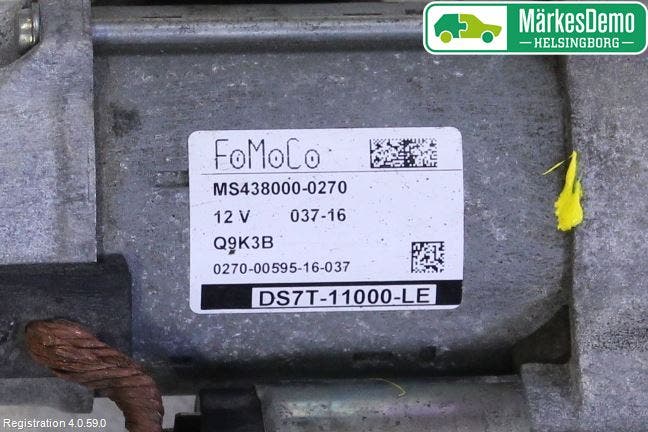 MärkesDemo
HELSINGBORG
FoMoCo
MS438000-0270
12 V 037-16
Q9K3B
0270-00595-16-037
DS7T-11000-LE
Registration 4.0.59.0